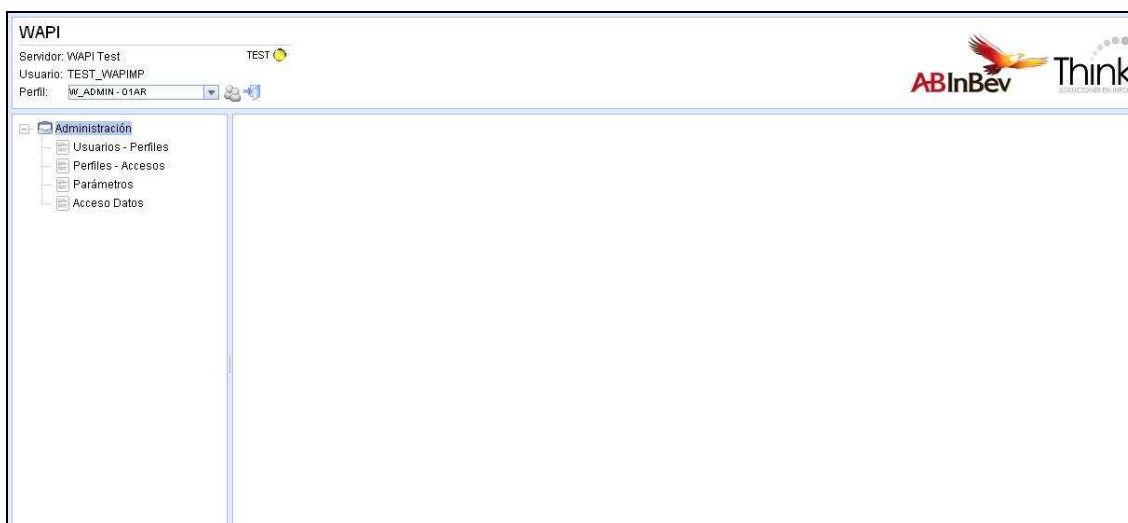 WAPI
Servidor: WAPI Test TEST
Usuario: TEST_WAPIMP
Perfil: W_ADMIN - 01AR
ABInBev
Think
Administración
Usuarios - Perfiles
Perfiles - Accesos
Parámetros
Acceso Datos